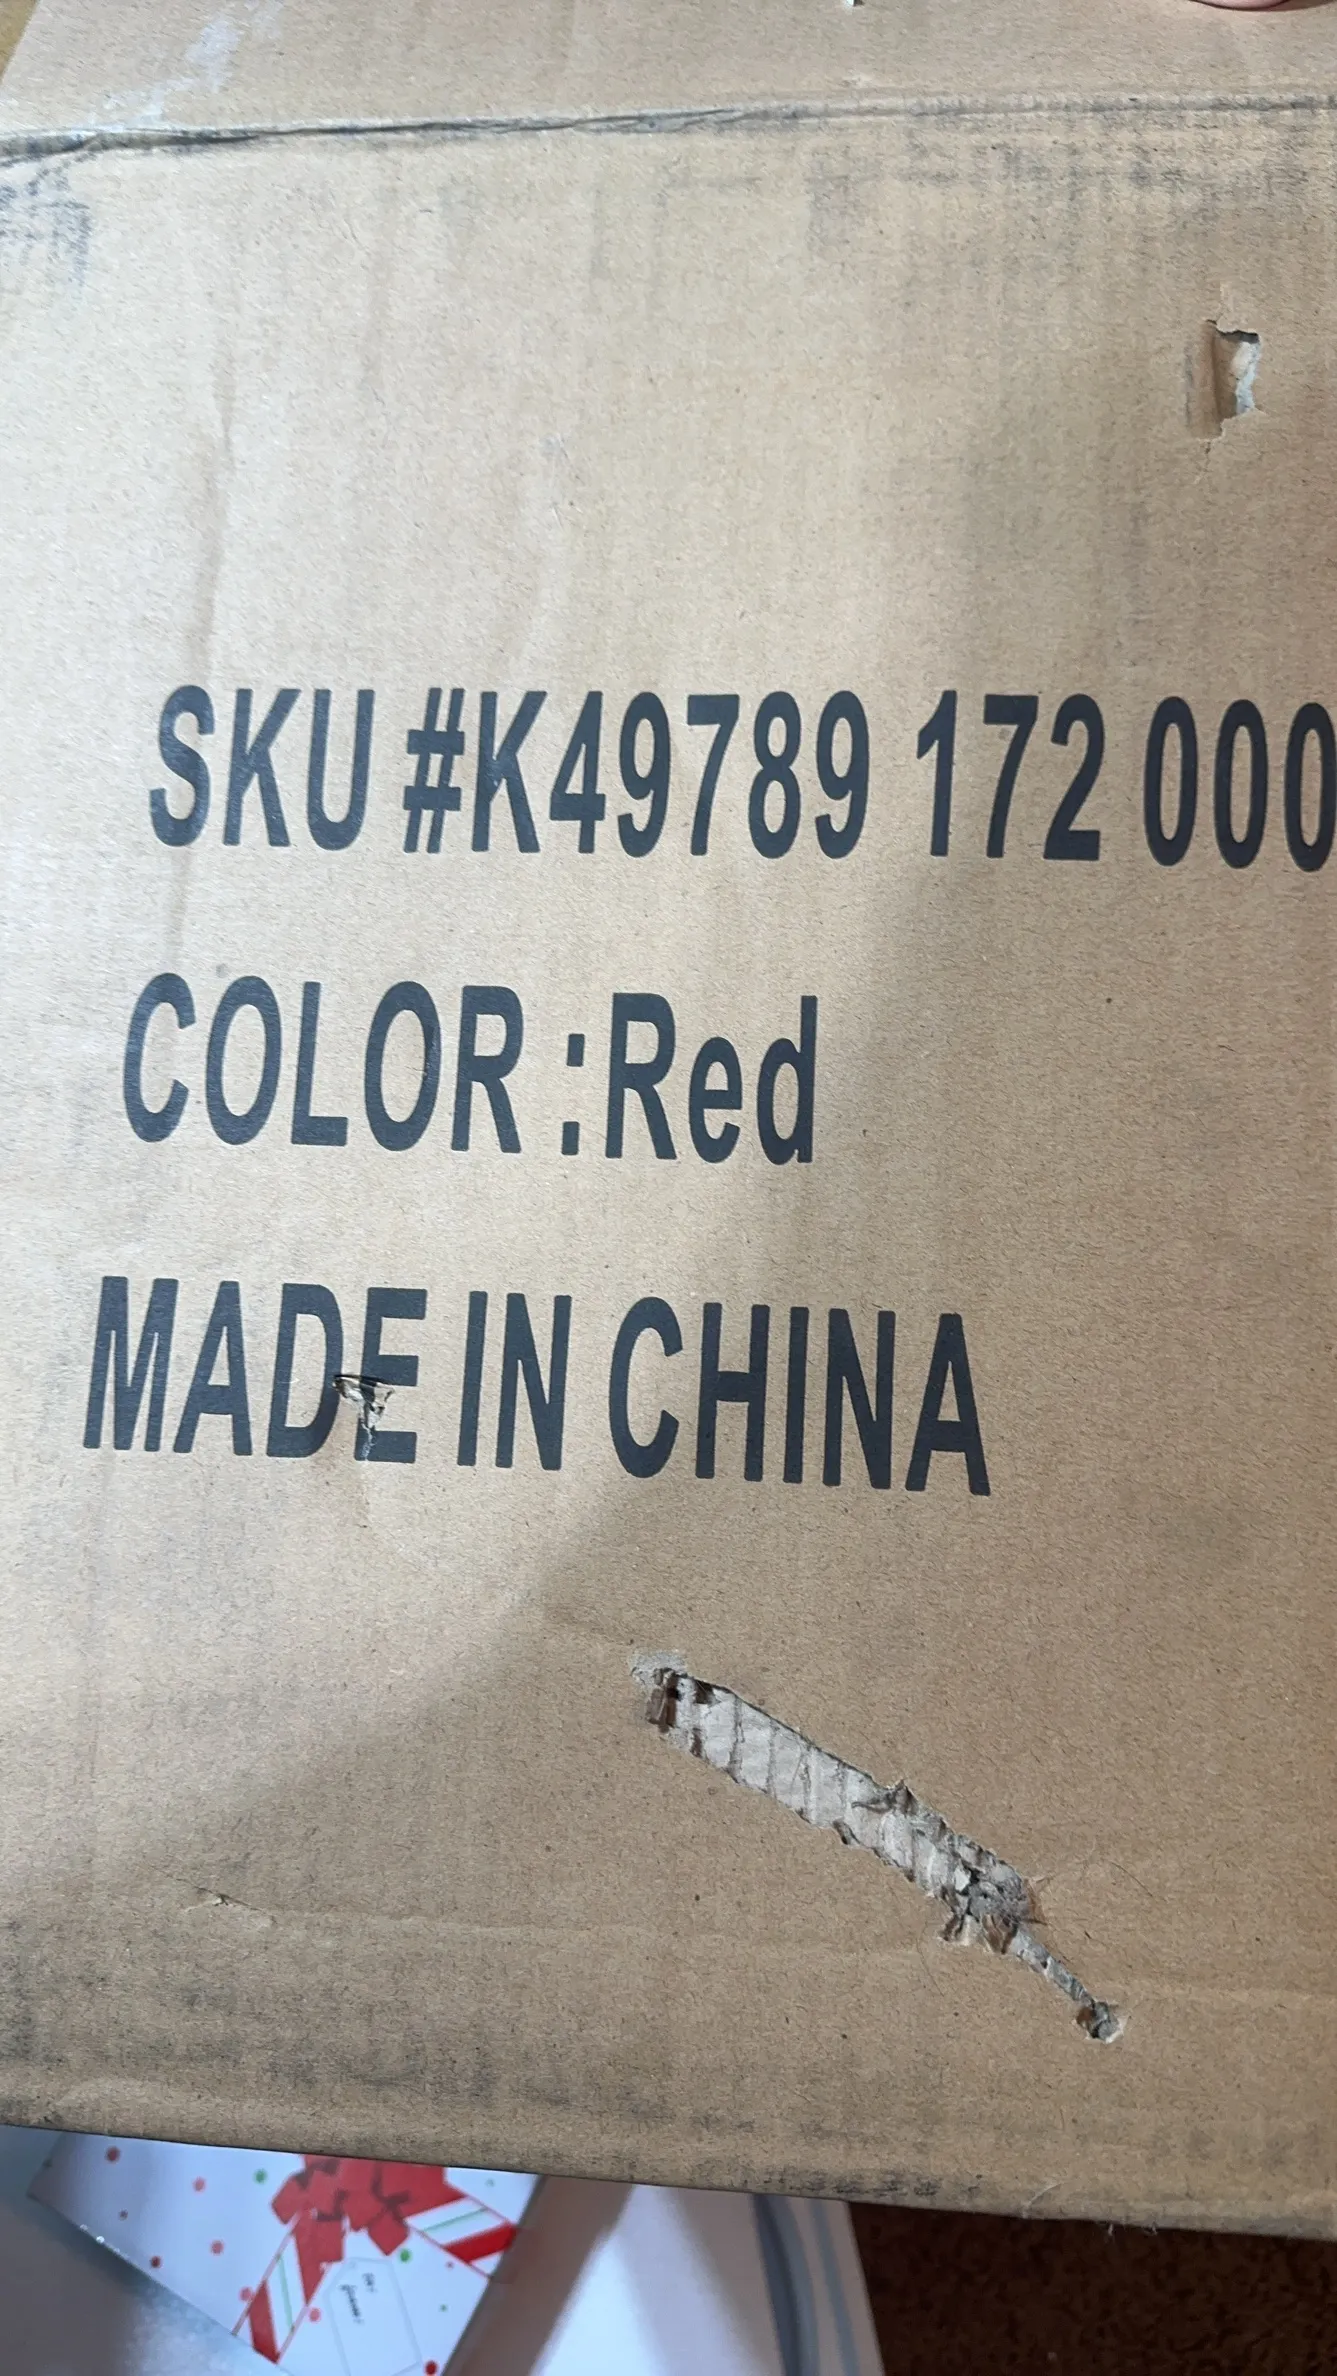 SKU #K49789 172 000
COLOR :Red
MADE IN CHINA